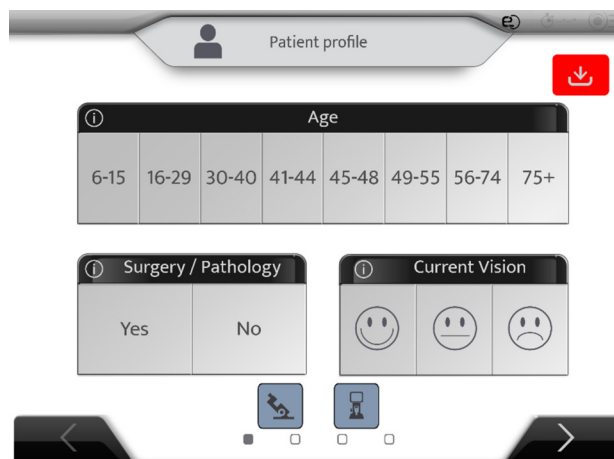 Patient profile
Age
6-15 16-29 30-40 41-44 45-48 49-55 56-74 75+
Surgery / Pathology
Current Vision
Yes No